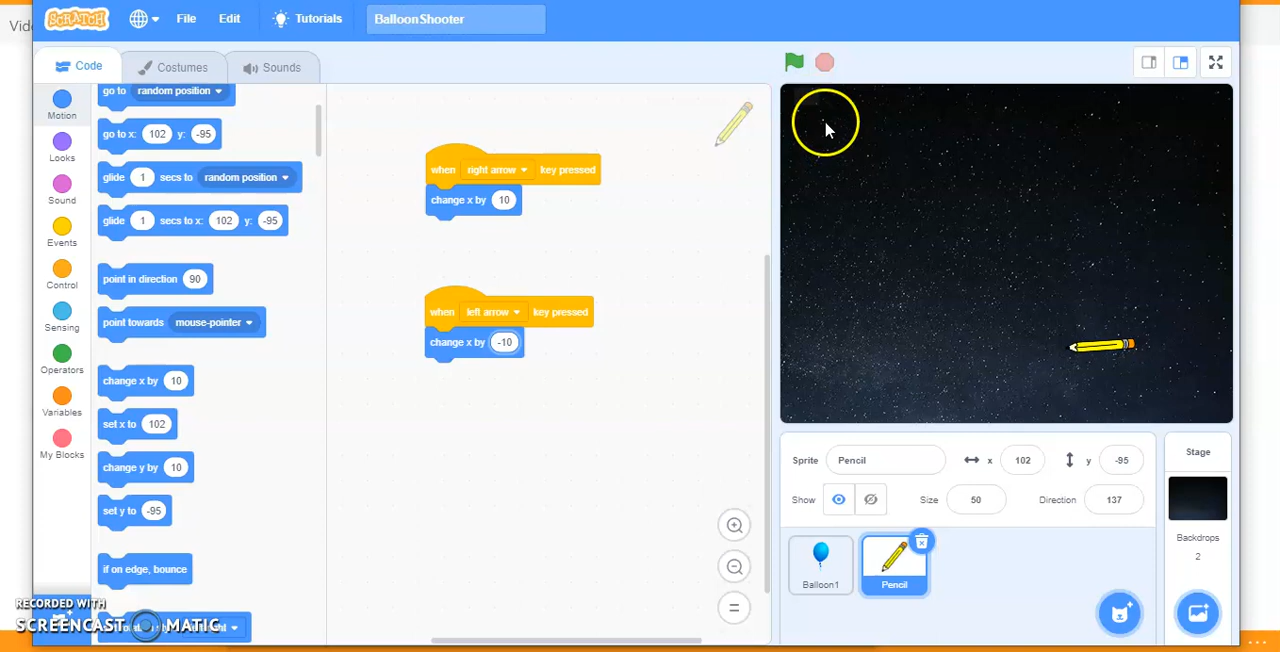 Vid
SCRATCH File Edit Tutorials BalloonShooter
Code Costumes Sounds
Motion
Looks
Sound
Events
Control
Sensing
Operators
Variables
My Blocks
go to random position
go to x: 102 y: -95
glide 1 secs to random position
glide 1 secs to x: 102 y: -95
point in direction 90
point towards mouse-pointer
change x by 10
set x to 102
change y by 10
set y to -95
if on edge, bounce
when right arrow key pressed
change x by 10
when left arrow key pressed
change x by -10
Sprite Pencil x 102 y -95
Show Size 50 Direction 137
Balloon1
Pencil
Stage
Backdrops
2
RECORDED WITH
SCREENCAST MATIC